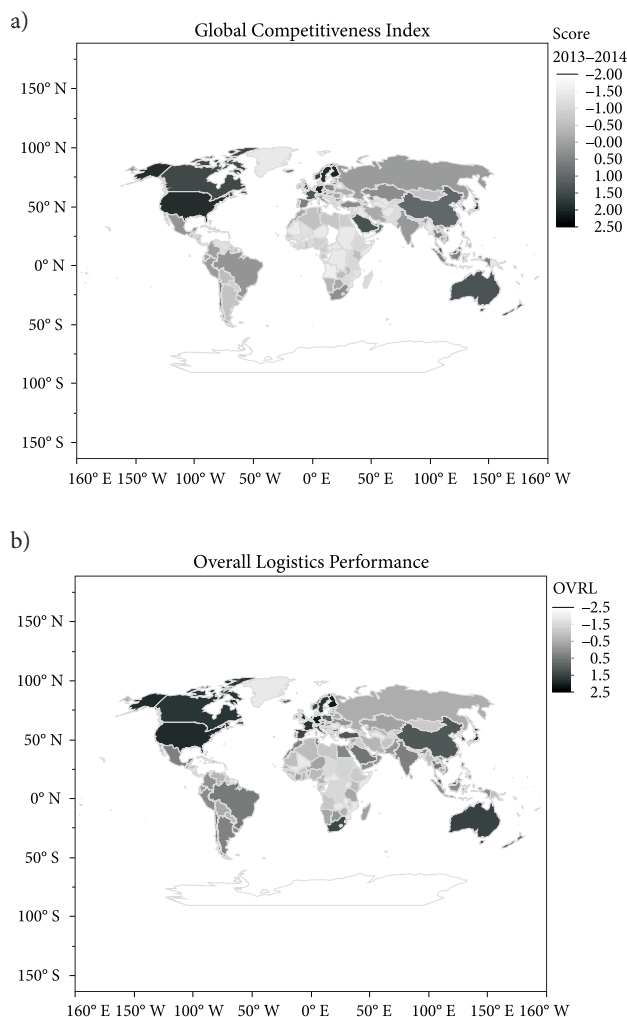 a)
Global Competitiveness Index
Score
2013–2014
–2.00
–1.50
–1.00
–0.00
0.50
1.00
1.50
2.00
2.50
150° N
100° N
50° N
0° N
50° S
100° S
150° S
160° E 150° W 100° W 50° W 0° E 50° E 100° E 150° E 160° W
b)
Overall Logistics Performance
OVRL
–2.5
–1.5
–0.5
0.5
1.5
2.5
150° N
100° N
50° N
0° N
50° S
100° S
150° S
160° E 150° W 100° W 50° W 0° E 50° E 100° E 150° E 160° W